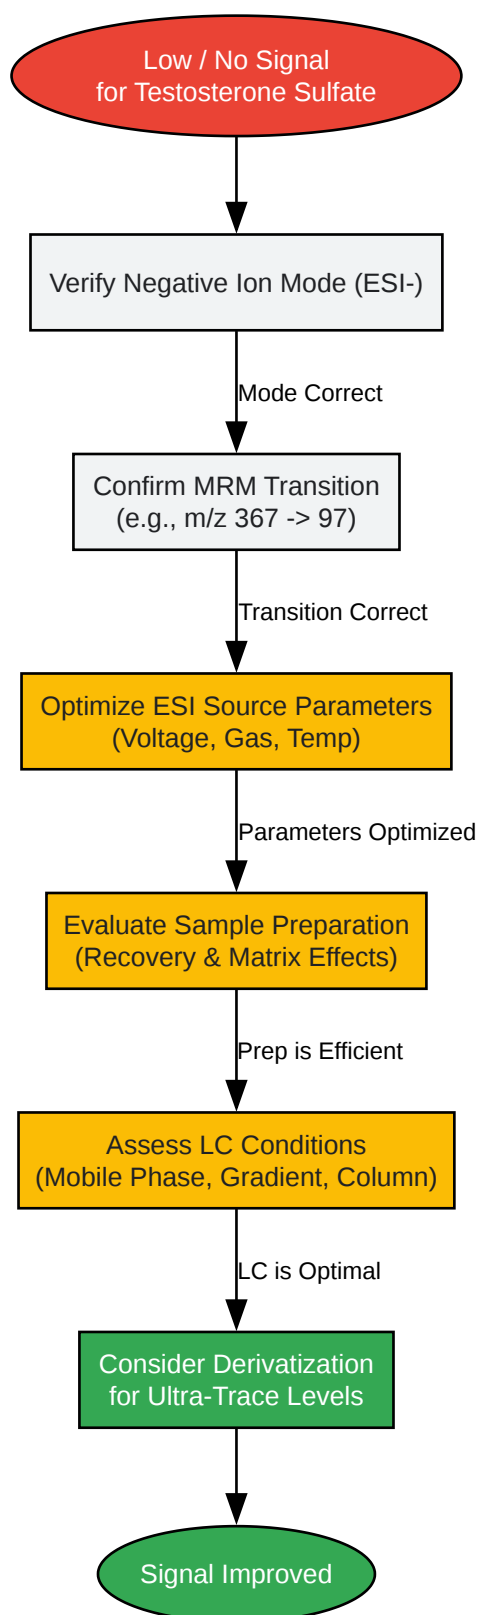 Low / No Signal
for Testosterone Sulfate
Verify Negative Ion Mode (ESI-)
Mode Correct
Confirm MRM Transition
(e.g., m/z 367 -> 97)
Transition Correct
Optimize ESI Source Parameters
(Voltage, Gas, Temp)
Parameters Optimized
Evaluate Sample Preparation
(Recovery & Matrix Effects)
Prep is Efficient
Assess LC Conditions
(Mobile Phase, Gradient, Column)
LC is Optimal
Consider Derivatization
for Ultra-Trace Levels
Signal Improved